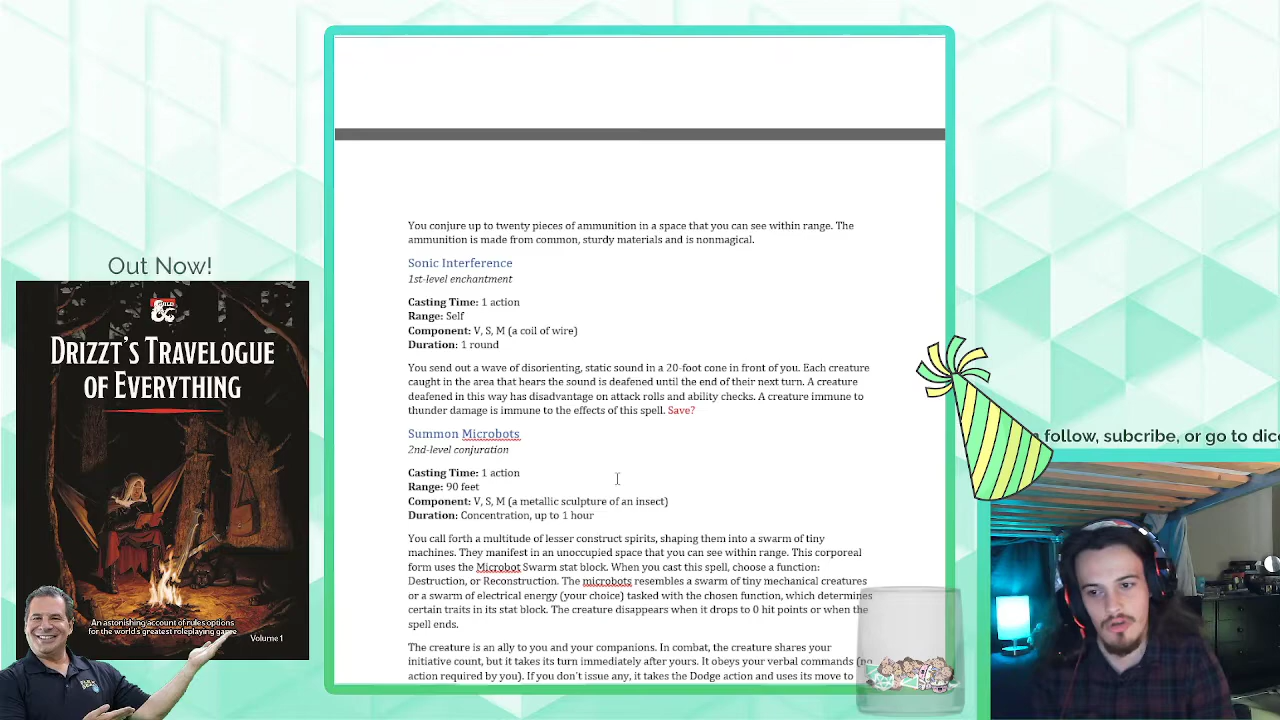 You conjure up to twenty pieces of ammunition in a space that you can see within range. The
ammunition is made from common, sturdy materials and is nonmagical.
Sonic Interference
1st-level enchantment
Casting Time: 1 action
Range: Self
Component: V, S, M (a coil of wire)
Duration: 1 round
You send out a wave of disorienting, static sound in a 20-foot cone in front of you. Each creature
caught in the area that hears the sound is deafened until the end of their next turn. A creature
deafened in this way has disadvantage on attack rolls and ability checks. A creature immune to
thunder damage is immune to the effects of this spell. Save?
Summon Microbots
2nd-level conjuration
Casting Time: 1 action
Range: 90 feet
Component: V, S, M (a metallic sculpture of an insect)
Duration: Concentration, up to 1 hour
You call forth a multitude of lesser construct spirits, shaping them into a swarm of tiny
machines. They manifest in an unoccupied space that you can see within range. This corporeal
form uses the Microbot Swarm stat block. When you cast this spell, choose a function:
Destruction, or Reconstruction. The microbots resembles a swarm of tiny mechanical creatures
or a swarm of electrical energy (your choice) tasked with the chosen function, which determines
certain traits in its stat block. The creature disappears when it drops to 0 hit points or when the
spell ends.
The creature is an ally to you and your companions. In combat, the creature shares your
initiative count, but it takes its turn immediately after yours. It obeys your verbal commands (no
action required by you). If you don't issue any, it takes the Dodge action and uses its move to
Out Now!
DRIZZT'S TRAVELOGUE
OF EVERYTHING
An astonishing account of rules options
for the world's greatest roleplaying game
Volume 1
follow, subcribe, or go to dice